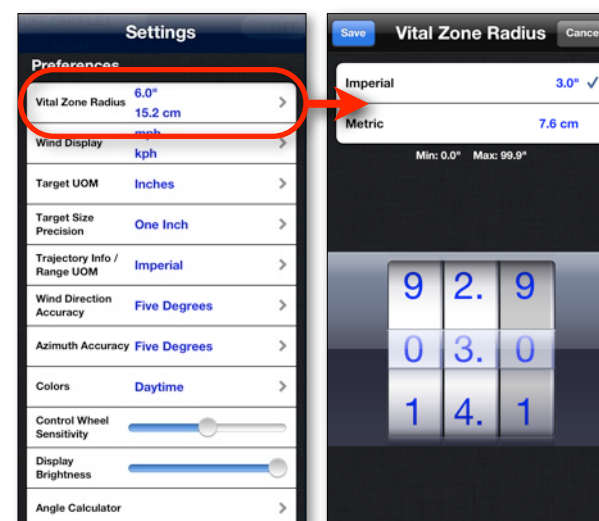 Settings
Preferences
Vital Zone Radius
6.0"
15.2 cm
Wind Display
mph
kph
Target UOM
Inches
Target Size
Precision
One Inch
Trajectory Info /
Range UOM
Imperial
Wind Direction
Accuracy
Five Degrees
Azimuth Accuracy
Five Degrees
Colors
Daytime
Control Wheel
Sensitivity
Display
Brightness
Angle Calculator
Save
Vital Zone Radius
Cance
Imperial
3.0"
Metric
7.6 cm
Min: 0.0" Max: 99.9"
9 2. 9
0 3. 0
1 4. 1